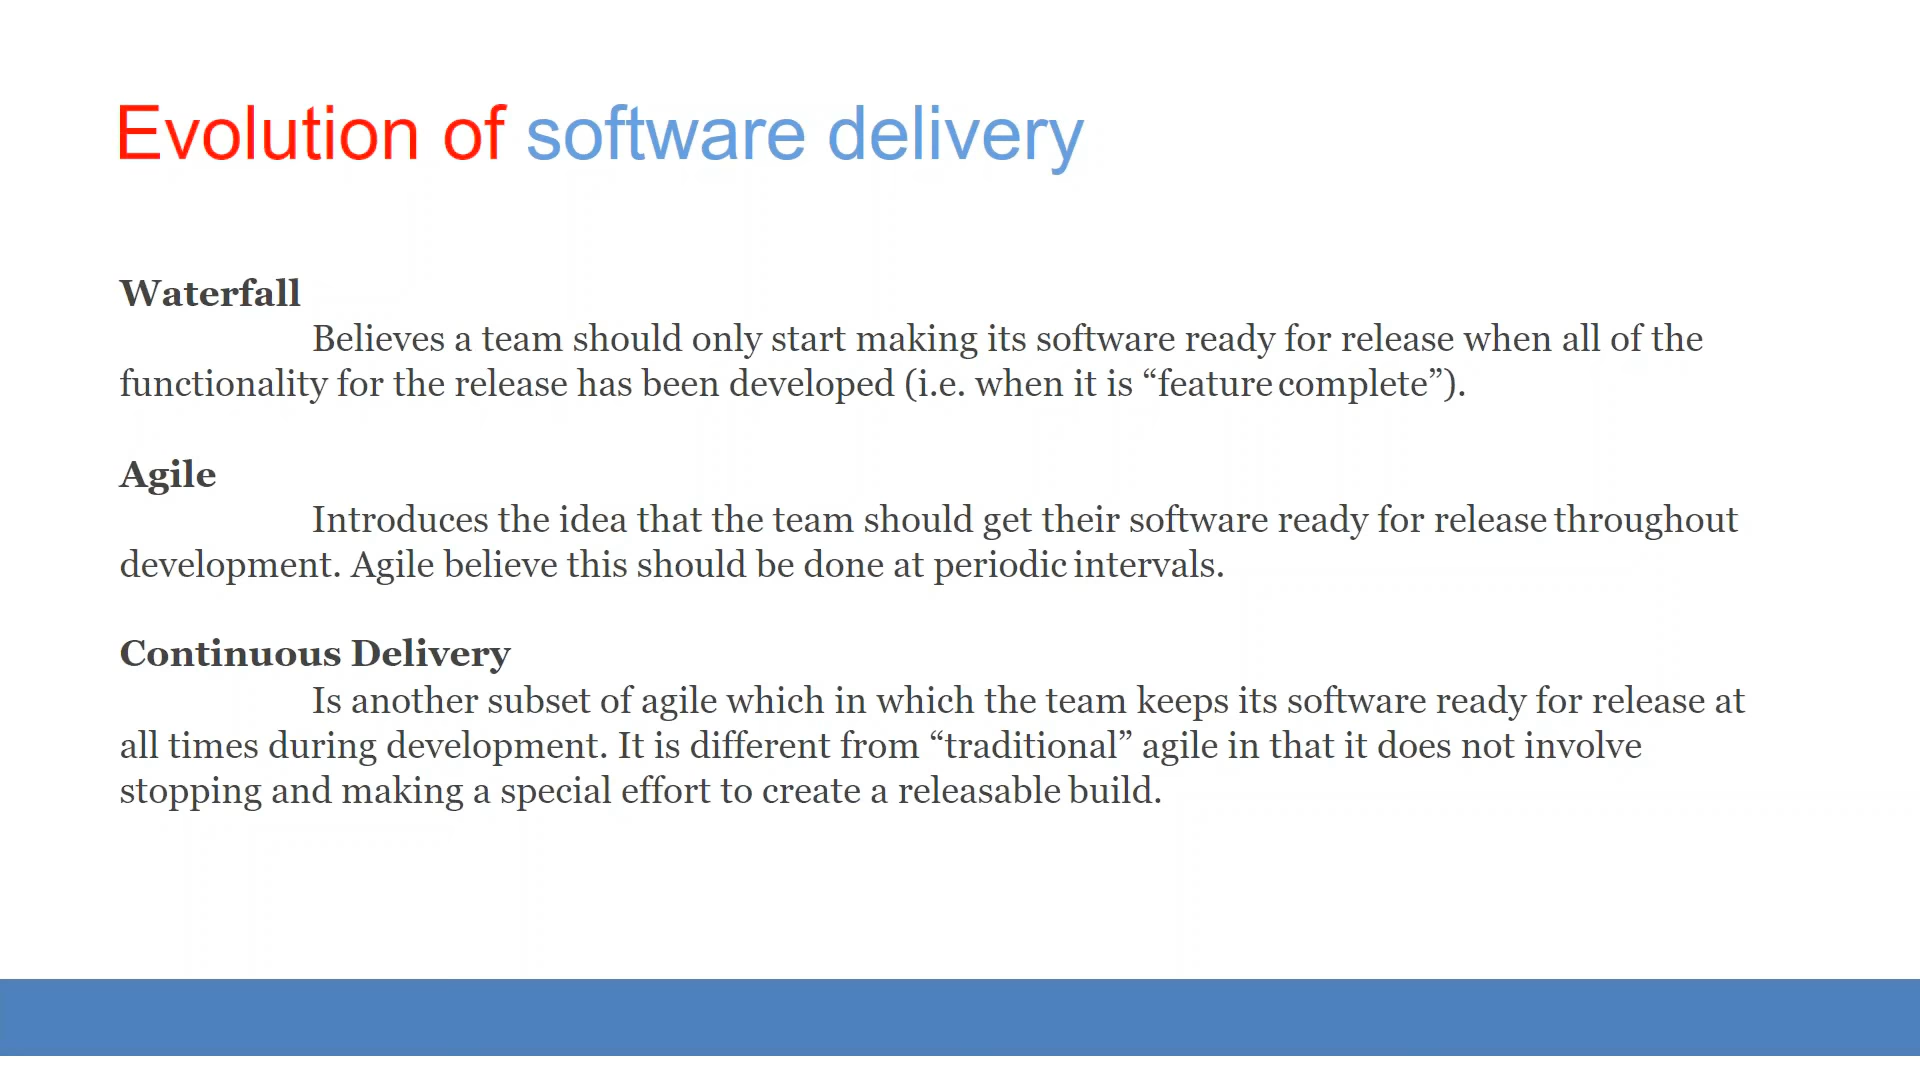 Evolution of software delivery
Waterfall
Believes a team should only start making its software ready for release when all of the
functionality for the release has been developed (i.e. when it is “feature complete”).
Agile
Introduces the idea that the team should get their software ready for release throughout
development. Agile believe this should be done at periodic intervals.
Continuous Delivery
Is another subset of agile which in which the team keeps its software ready for release at
all times during development. It is different from “traditional” agile in that it does not involve
stopping and making a special effort to create a releasable build.